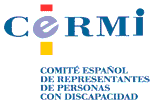 CeRMi
COMITÉ ESPAÑOL
DE REPRESENTANTES
DE PERSONAS
CON DISCAPACIDAD